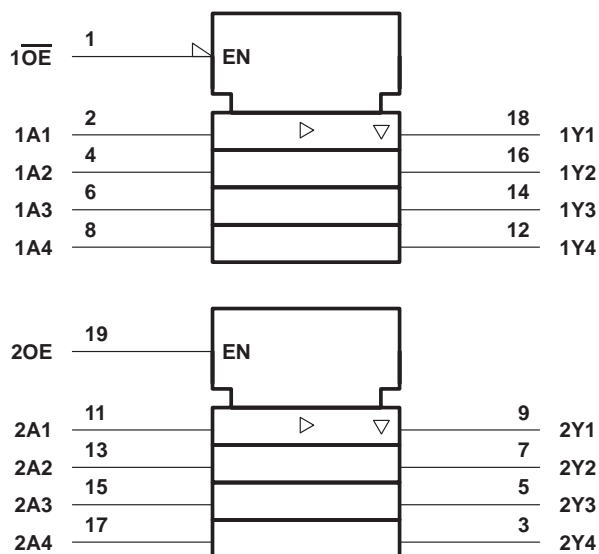 1
1O̅E̅ EN
1A1 2 18 1Y1
1A2 4 16 1Y2
1A3 6 14 1Y3
1A4 8 12 1Y4
19
2OE EN
2A1 11 9 2Y1
2A2 13 7 2Y2
2A3 15 5 2Y3
2A4 17 3 2Y4